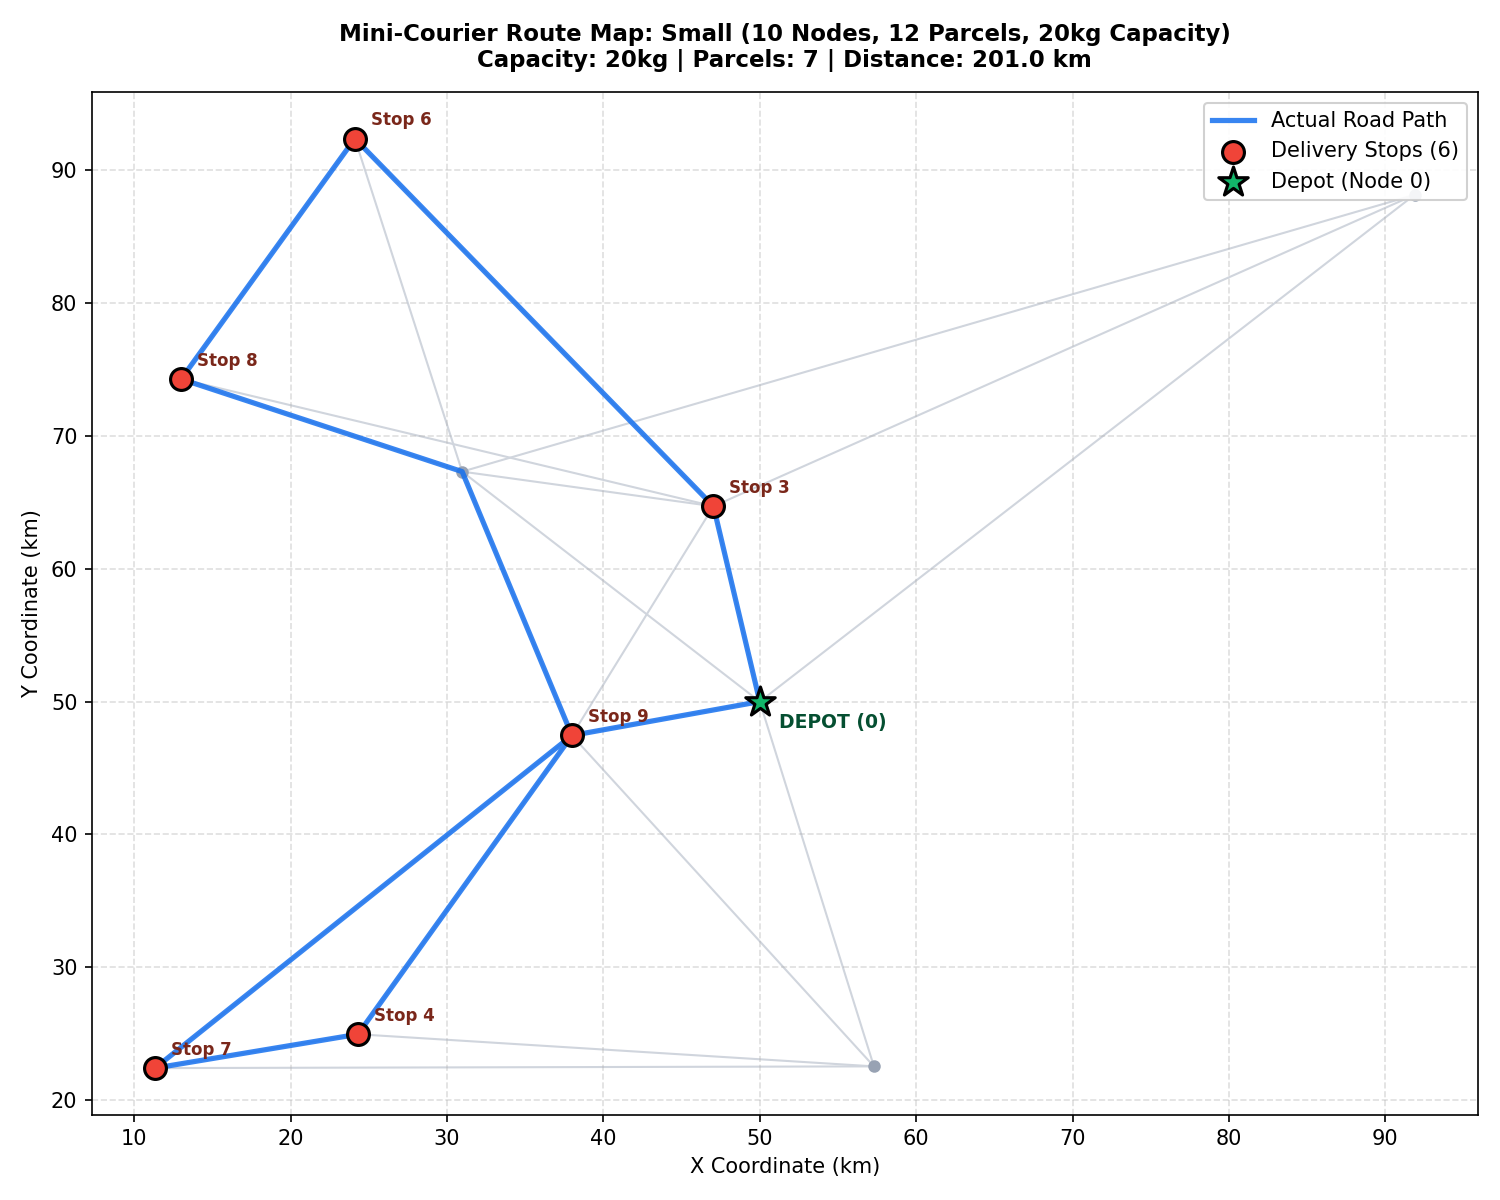 Mini-Courier Route Map: Small (10 Nodes, 12 Parcels, 20kg Capacity)
Capacity: 20kg | Parcels: 7 | Distance: 201.0 km
Actual Road Path
Delivery Stops (6)
Depot (Node 0)
Stop 6
Stop 8
Stop 3
Stop 9
DEPOT (0)
Stop 4
Stop 7
Y Coordinate (km)
90
80
70
60
50
40
30
20
10
20
30
40
50
60
70
80
90
X Coordinate (km)